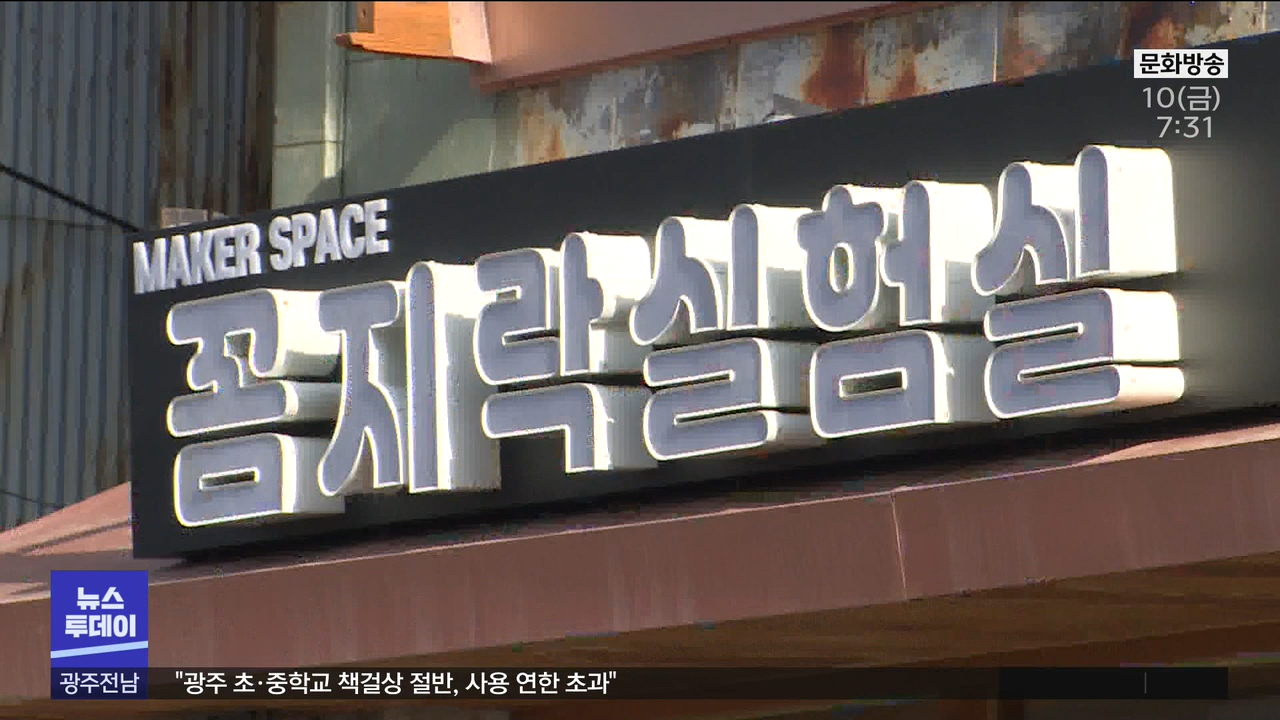 문화방송
10(금)
7:31
MAKER SPACE
꼼지락실험실
뉴스
투데이
광주전남
"광주 초·중학교 책걸상 절반, 사용 연한 초과"